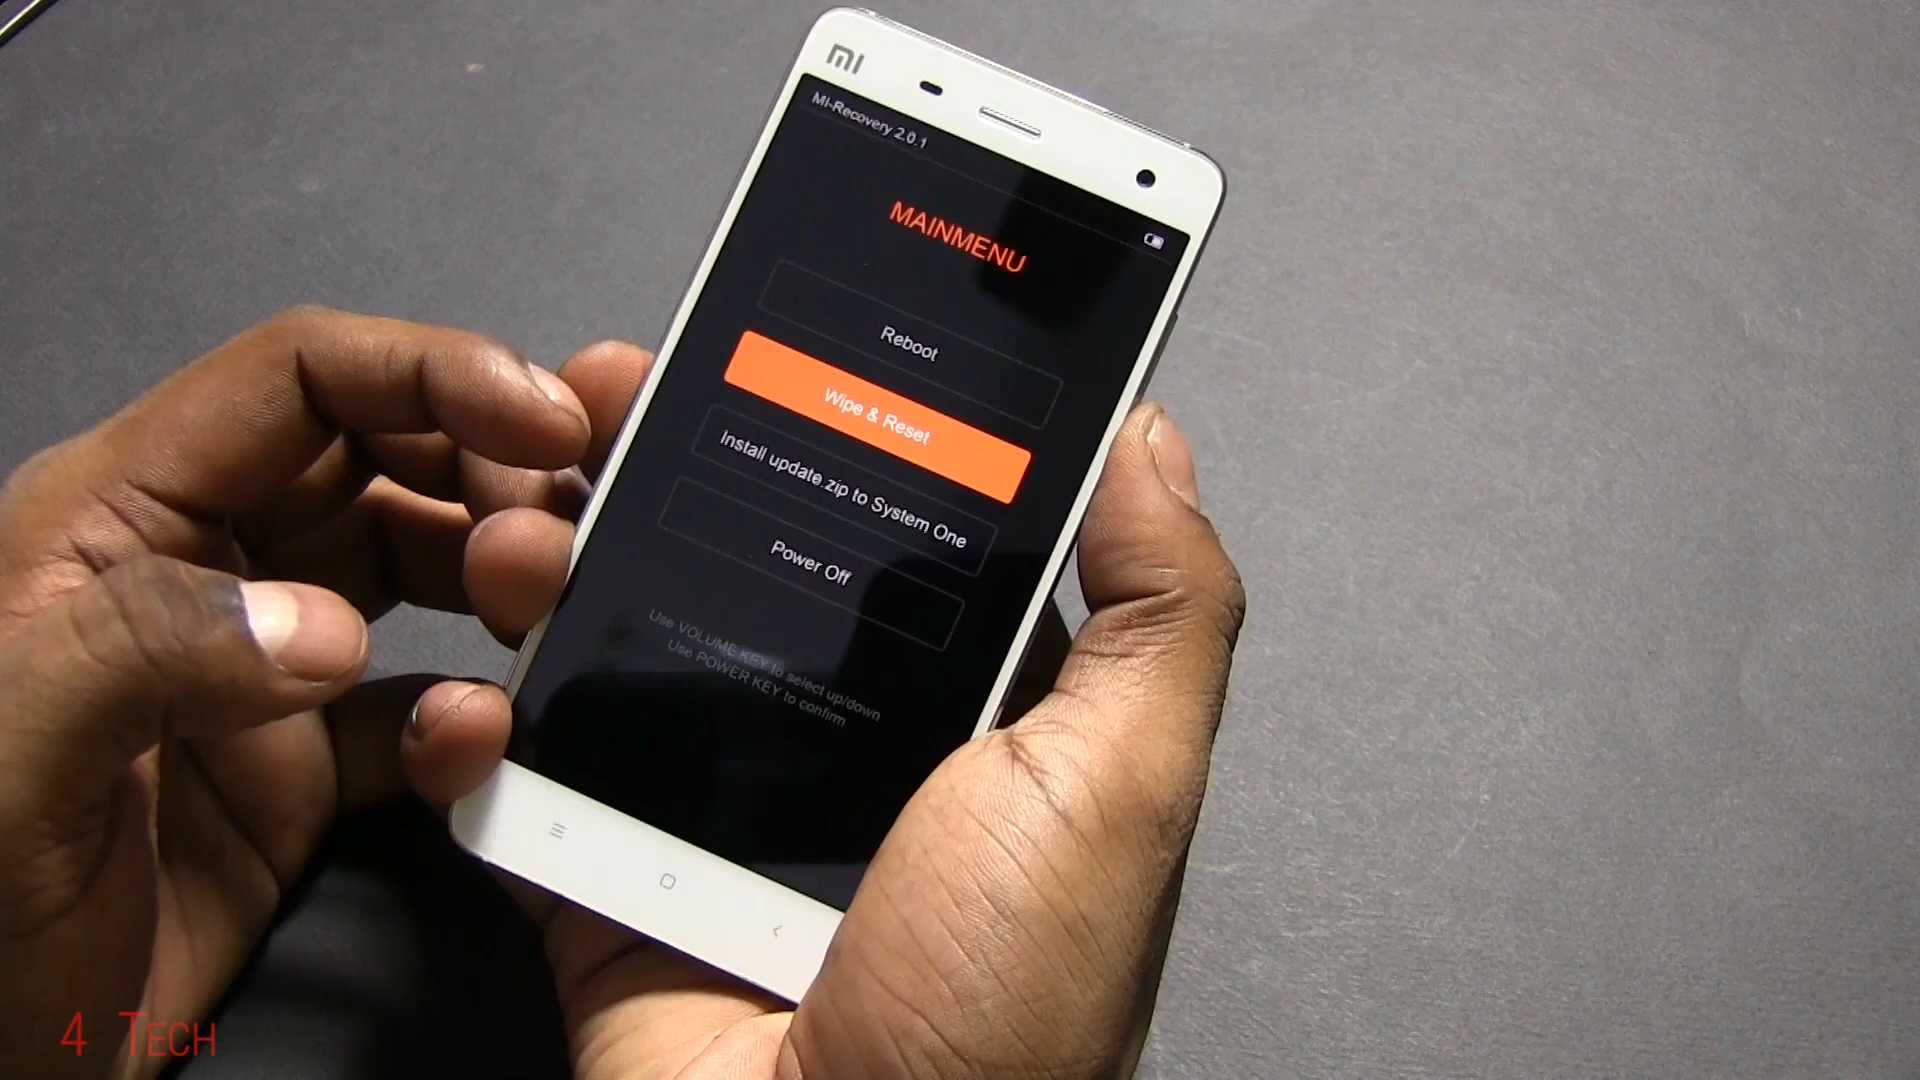 MI
MI-Recovery 2.0.1
MAINMENU
Reboot
Wipe & Reset
Install update.zip to System One
Power Off
Use VOLUME KEY to select up/down
Use POWER KEY to confirm
4 TECH